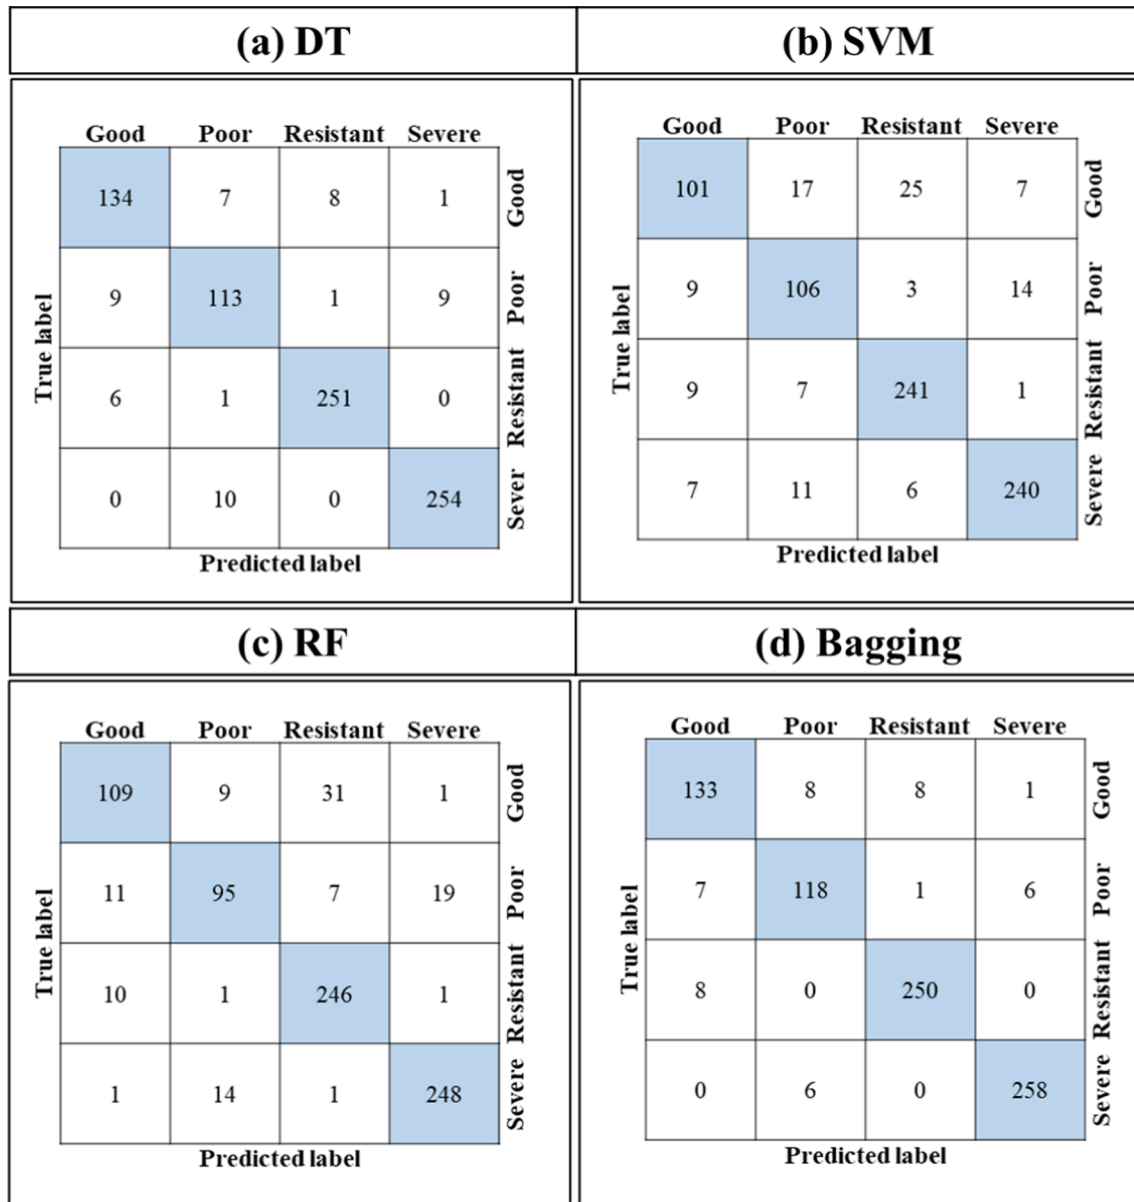 (a) DT
(b) SVM
Good Poor Resistant Severe
134 7 8 1 Good
9 113 1 9 Poor
6 1 251 0 Resistant
0 10 0 254 Sever
True label
Predicted label
Good Poor Resistant Severe
101 17 25 7 Good
9 106 3 14 Poor
9 7 241 1 Resistant
7 11 6 240 Severe
True label
Predicted label
(c) RF
(d) Bagging
Good Poor Resistant Severe
109 9 31 1 Good
11 95 7 19 Poor
10 1 246 1 Resistant
1 14 1 248 Severe
True label
Predicted label
Good Poor Resistant Severe
133 8 8 1 Good
7 118 1 6 Poor
8 0 250 0 Resistant
0 6 0 258 Severe
True label
Predicted label